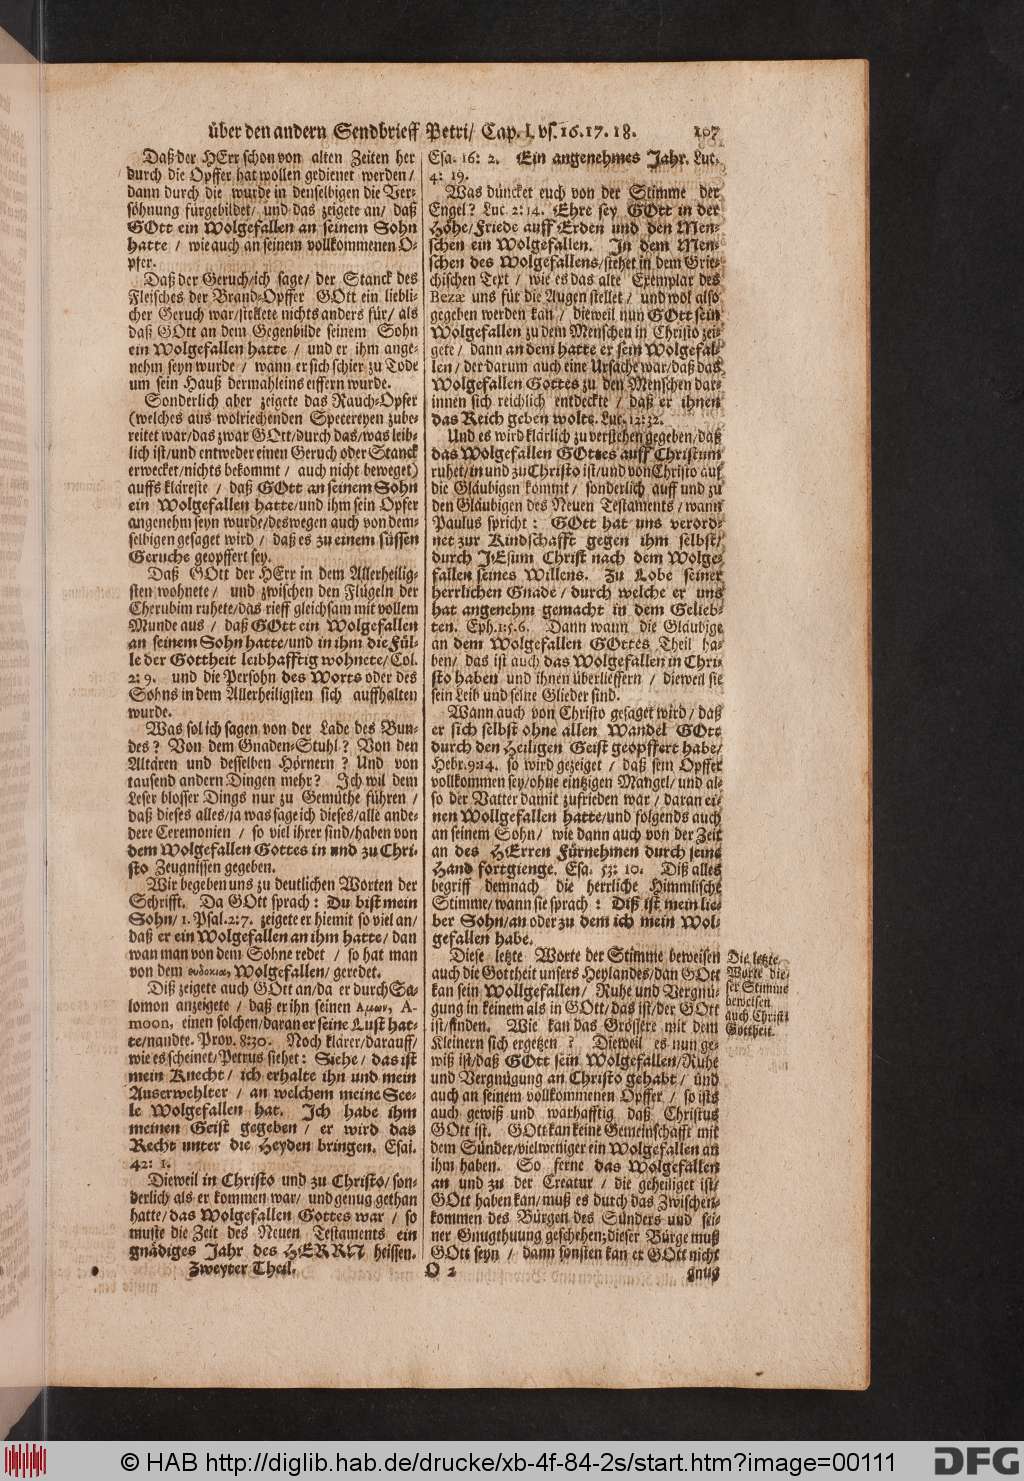 über den andern Sendbrieff Petri/ Cap. I. vs. 16. 17. 18. 107
Daß der HErr schon von alten Zeiten her
durch die Opffer hat wollen gedienet werden/
dann durch die wurde in denselbigen die Ver-
söhnung fürgebildet/ und das zeigete an/ daß
GOtt ein Wolgefallen an seinem Sohn
hatte/ wie auch an seinem vollkommenen O-
pfer.
Daß der Geruch/ich sage/ der Stanck des
Fleisches der Brand-Opffer GOtt ein liebli-
cher Geruch war/stellete nichts anders für/ als
daß GOtt an dem Gegenbilde seinem Sohn
ein Wolgefallen hatte/ und er ihm ange-
nehm seyn wurde/ wann er sich schier zu Tode
um sein Hauß dermahleins eiffern wurde.
Sonderlich aber zeigete das Rauch-Opfer
(welches aus wolriechenden Specereyen zube-
reitet war/das zwar GOtt/durch das/was leib-
lich ist/und entweder einen Geruch oder Stanck
erwecket/nichts bekommt/ auch nicht beweget)
auffs kläreste/ daß GOtt an seinem Sohn
ein Wolgefallen hatte/und ihm sein Opfer
angenehm seyn wurde/deswegen auch von dem-
selbigen gesaget wird/ daß es zu einem süssen
Geruche geopffert sey.
Daß GOtt der HErr in dem Allerheilig-
sten wohnete/ und zwischen den Flügeln der
Cherubim ruhete/das rieff gleichsam mit vollem
Munde aus/ daß GOtt ein Wolgefallen
an seinem Sohn hatte/und in ihm die Fül-
le der Gottheit leibhafftig wohnete/ Col.
2: 9. und die Persohn des Worts oder des
Sohns in dem Allerheiligsten sich auffhalten
wurde.
Was sol ich sagen von der Lade des Bun-
des? Von dem Gnaden-Stuhl? Von den
Altären und desselben Hörnern? Und von
tausend andern Dingen mehr? Ich wil dem
Leser blosser Dings nur zu Gemüthe führen/
daß dieses alles/ja was sage ich dieses/alle ande-
dere Ceremonien/ so viel ihrer sind/haben von
dem Wolgefallen Gottes in und zu Chri-
sto Zeugnissen gegeben.
Wir begeben uns zu deutlichen Worten der
Schrifft. Da GOtt sprach: Du bist mein
Sohn/ 1. Psal. 2: 7. zeigete er hiemit so viel an/
daß er ein Wolgefallen an ihm hatte/ dan
wan man von dem Sohne redet/ so hat man
von dem ευδοκια, Wolgefallen/ geredet.
Diß zeigete auch GOtt an/da er durch Sa-
lomon anzeigete/ daß er ihn seinen Αμων, A-
moon, einen solchen/daran er seine Lust hat-
te/nandte. Prov. 8:30. Noch klärer/darauff/
wie es scheinet/Petrus siehet: Siehe/ das ist
mein Knecht/ ich erhalte ihn und mein
Auserwehlter/ an welchem meine See-
le Wolgefallen hat. Ich habe ihm
meinen Geist gegeben/ er wird das
Recht unter die Heyden bringen. Esai.
42: 1.
Dieweil in Christo und zu Christo/ son-
derlich als er kommen war/ und genug gethan
hatte/das Wolgefallen Gottes war/ so
muste die Zeit des Neuen Testaments ein
gnädiges Jahr des HERRN heissen.
Esa. 16: 2. Ein angenehmes Jahr. Luc.
4: 19.
Was düncket euch von der Stimme der
Engel? Luc. 2: 14. Ehre sey GOtt in der
Höhe/Friede auff Erden und den Men-
schen ein Wolgefallen. In dem Men-
schen des Wolgefallens/stehet in dem Grie-
chischen Text/ wie es das alte Exemplar des
Bezæ uns für die Augen stellet/ und wol also
gegeben werden kan/ dieweil nun GOtt sein
Wolgefallen zu dem Menschen in Christo zei-
gete/ dann an dem hatte er sein Wolgefal-
len/ der darum auch eine Ursache war/daß das
Wolgefallen Gottes zu den Menschen dar-
innen sich reichlich entdeckte/ daß er ihnen
das Reich geben wolte. Luc. 12:32.
Und es wird klärlich zu verstehen gegeben/daß
das Wolgefallen GOttes auff Christum
ruhet/in und zu Christo ist/und von Christo auf
die Gläubigen kommt/ sonderlich auff und zu
den Gläubigen des Neuen Testaments/ wann
Paulus spricht: GOtt hat uns verord-
net zur Kindschafft gegen ihm selbst/
durch JEsum Christ nach dem Wolge-
fallen seines Willens. Zu Lobe seiner
herrlichen Gnade/ durch welche er uns
hat angenehm gemacht in dem Gelieb-
ten. Eph. 1:5. 6. Dann wann die Gläubige
an dem Wolgefallen GOttes Theil ha-
ben/ das ist auch das Wolgefallen in Chri-
sto haben und ihnen überlieffern/ dieweil sie
sein Leib und seine Glieder sind.
Wann auch von Christo gesaget wird/ daß
er sich selbst ohne allen Wandel GOtt
durch den Heiligen Geist geopffert habe/
Hebr. 9:14. so wird gezeiget/ daß sein Opffer
vollkommen sey/ohne eintzigen Mangel/ und al-
so der Vatter damit zufrieden war/ daran ei-
nen Wollgefallen hatte/und folgends auch
an seinem Sohn/ wie dann auch von der Zeit
an des HErren Fürnehmen durch seine
Hand fortgienge. Esa. 53: 10. Diß alles
begriff demnach die herrliche Himmlische
Stimme/wann sie sprach: Diß ist mein lie-
ber Sohn/an oder zu dem ich mein Wol-
gefallen habe.
Diese letzte Worte der Stimme beweisen
auch die Gottheit unsers Heylandes/dan GOtt
kan sein Wollgefallen/ Ruhe und Vergnü-
gung in keinem als in GOtt/das ist/der GOtt
ist/finden. Wie kan das Grössere mit dem
Kleinern sich ergetzen? Dieweil es nun ge-
wiß ist/daß GOtt sein Wolgefallen/Ruhe
und Vergnügung an Christo gehabt/ und
auch an seinem vollkommenen Opffer/ so ists
auch gewiß und warhafftig daß Christus
GOtt ist. GOtt kan keine Gemeinschafft mit
dem Sünder/vielweniger ein Wolgefallen an
ihm haben. So ferne das Wolgefallen
an und zu der Creatur/ die geheiliget ist/
GOtt haben kan/muß es durch das Zwischen-
kommen des Bürgen des Sünders und sei-
ner Gnugthuung geschehen;dieser Bürge muß
GOtt seyn/ dann sonsten kan er GOtt nicht
Die letzte
Worte die-
ser Stimme
beweisen
auch Christi
Gottheit.
Zweyter Theil. O 2 gnug
© HAB http://diglib.hab.de/drucke/xb-4f-84-2s/start.htm?image=00111
DFG